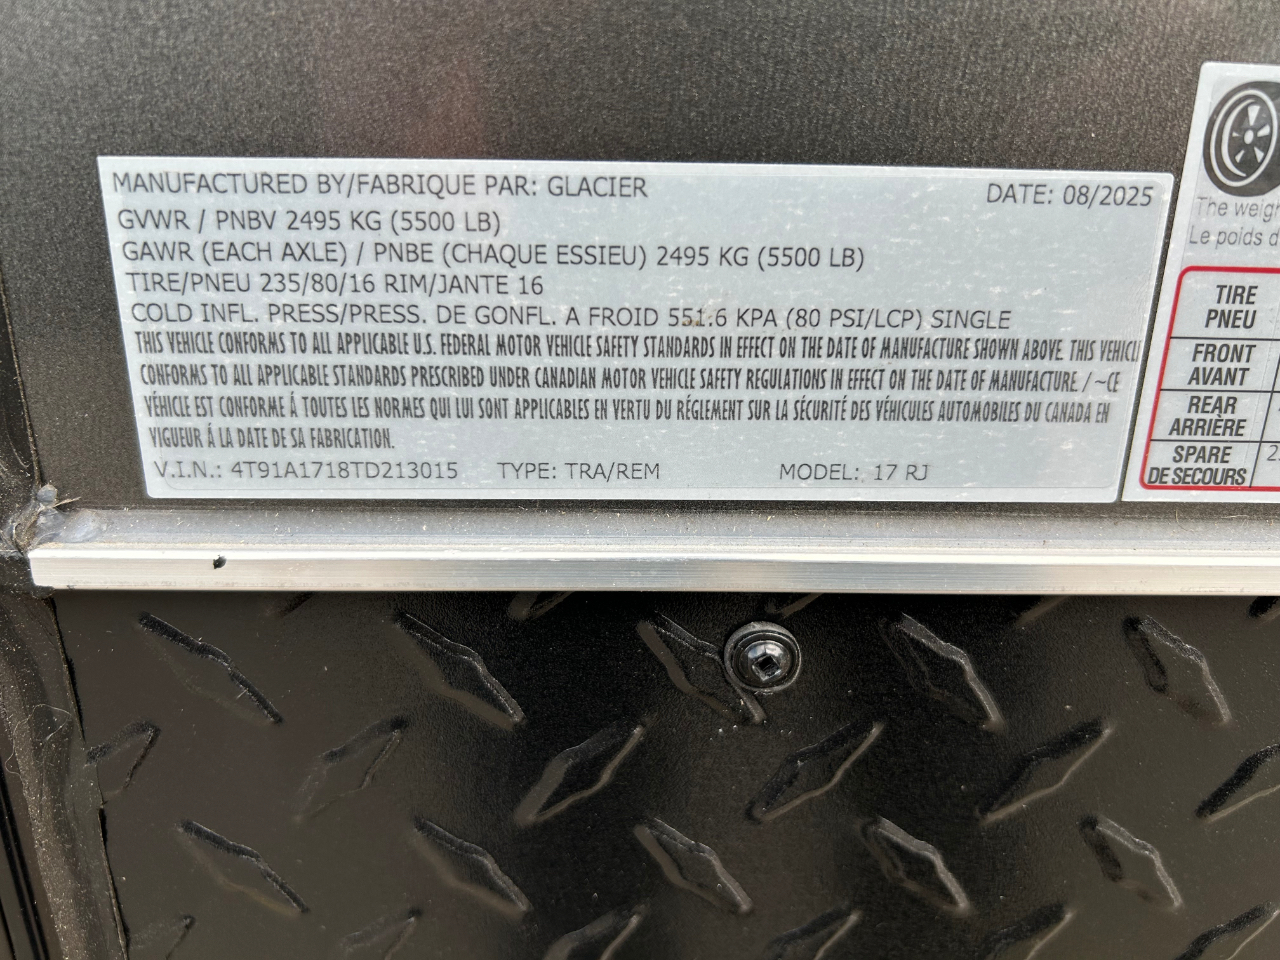 MANUFACTURED BY/FABRIQUE PAR: GLACIER DATE: 08/2025
GVWR / PNBV 2495 KG (5500 LB)
GAWR (EACH AXLE) / PNBE (CHAQUE ESSIEU) 2495 KG (5500 LB)
TIRE/PNEU 235/80/16 RIM/JANTE 16
COLD INFL. PRESS/PRESS. DE GONFL. A FROID 551.6 KPA (80 PSI/LCP) SINGLE
THIS VEHICLE CONFORMS TO ALL APPLICABLE U.S. FEDERAL MOTOR VEHICLE SAFETY STANDARDS IN EFFECT ON THE DATE OF MANUFACTURE SHOWN ABOVE. THIS VEHICL
CONFORMS TO ALL APPLICABLE STANDARDS PRESCRIBED UNDER CANADIAN MOTOR VEHICLE SAFETY REGULATIONS IN EFFECT ON THE DATE OF MANUFACTURE. / ~CE
VÉHICLE EST CONFORMÉ Á TOUTES LES NORMES QUI LUI SONT APPLICABLES EN VERTU DU RÉGLEMENT SUR LA SÉCURITÉ DES VÉHICULES AUTOMOBILES DU CANADA EN
VIGUEUR Á LA DATE DE SA FABRICATION.
V.I.N.: 4T91A1718TD213015 TYPE: TRA/REM MODEL: 17 RJ
The weigh
Le poids d
TIRE
PNEU
FRONT
AVANT
REAR
ARRIÈRE
SPARE
DE SECOURS